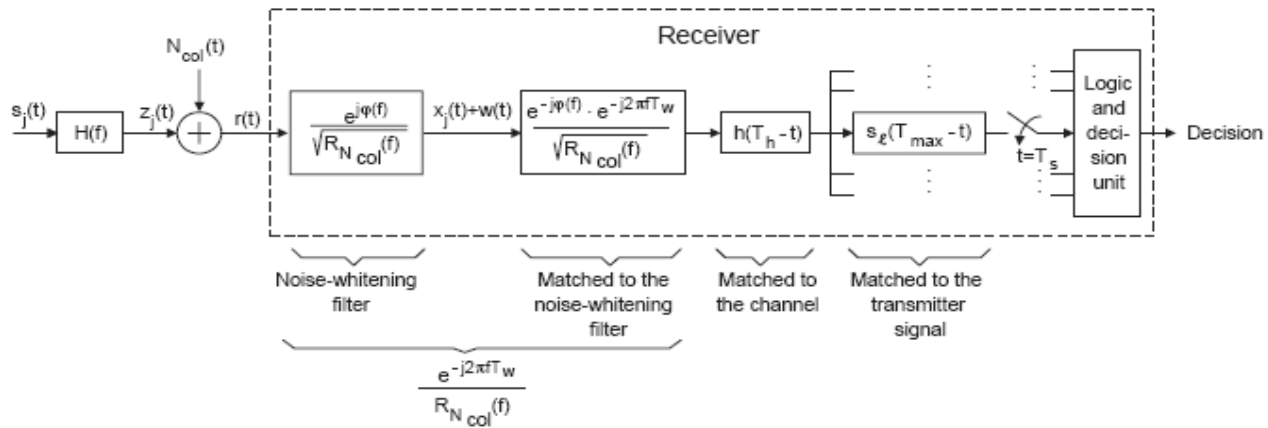 Receiver
N_col(t)
s_j(t)
H(f)
z_j(t)
+
r(t)
e^{jφ(f)}
√R_{N col}(f)
x_j(t)+w(t)
e^{-jφ(f)} · e^{-j2πfT_w}
√R_{N col}(f)
h(T_h-t)
s_ℓ(T_max-t)
t=T_s
Logic
and
deci-
sion
unit
Decision
Noise-whitening
filter
Matched to the
noise-whitening
filter
Matched to
the channel
Matched to the
transmitter
signal
e^{-j2πfT_w}
R_{N col}(f)